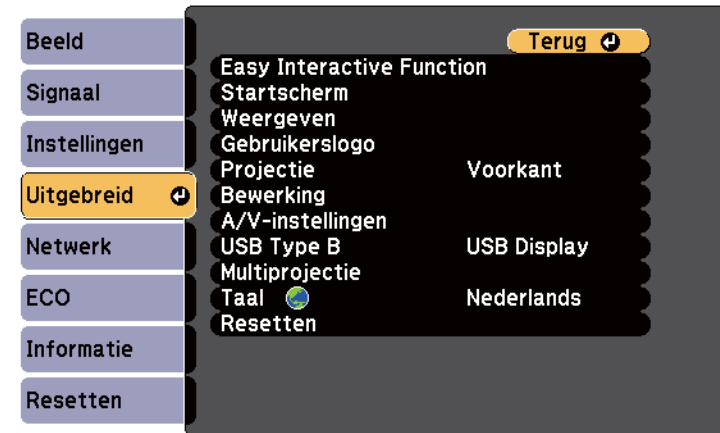 Beeld
Signaal
Instellingen
Uitgebreid
Netwerk
ECO
Informatie
Resetten
Terug
Easy Interactive Function
Startscherm
Weergeven
Gebruikerslogo
Projectie Voorkant
Bewerking
A/V-instellingen
USB Type B USB Display
Multiprojectie
Taal Nederlands
Resetten